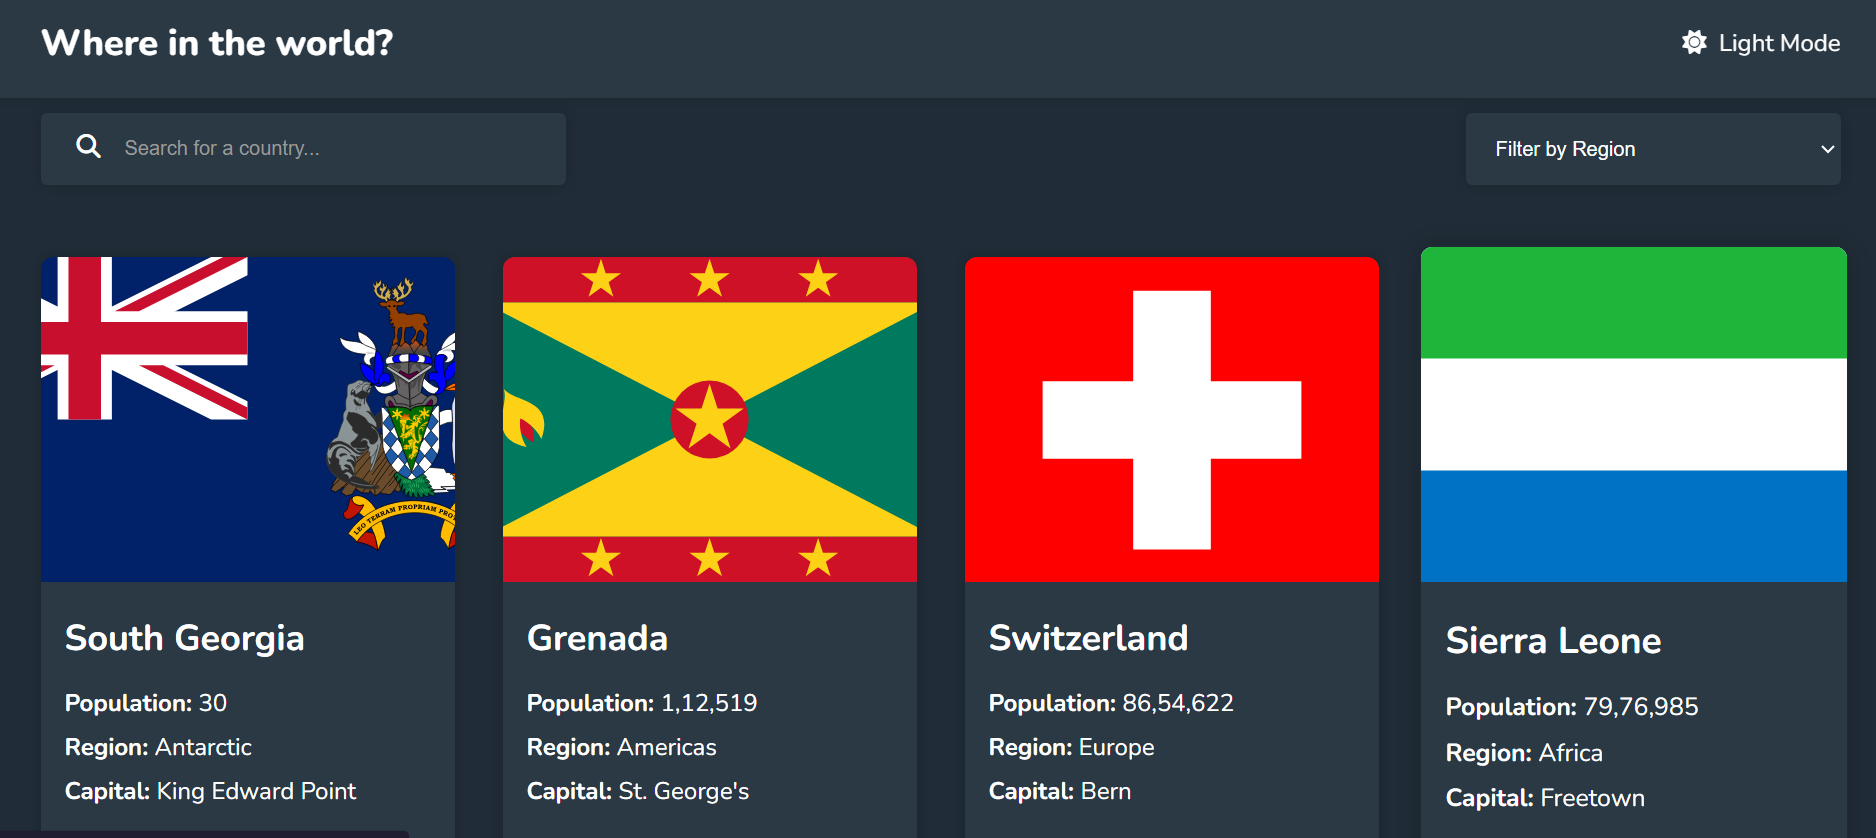 Where in the world?
Light Mode
Search for a country...
Filter by Region
LEO TERRAM PROPRIAM
South Georgia
Population: 30
Region: Antarctic
Capital: King Edward Point
Grenada
Population: 1,12,519
Region: Americas
Capital: St. George's
Switzerland
Population: 86,54,622
Region: Europe
Capital: Bern
Sierra Leone
Population: 79,76,985
Region: Africa
Capital: Freetown